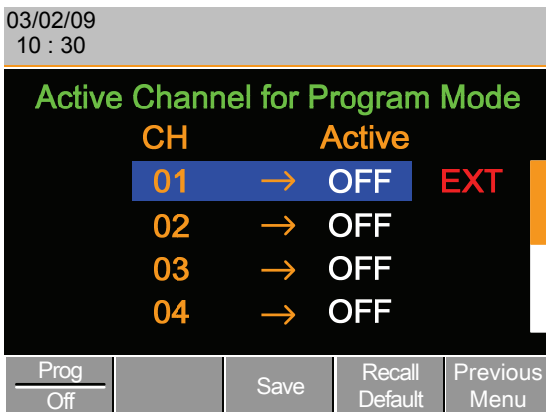 03/02/09
10 : 30
Active Channel for Program Mode
CH Active
01 → OFF EXT
02 → OFF
03 → OFF
04 → OFF
Prog Save Recall Previous
Off Default Menu